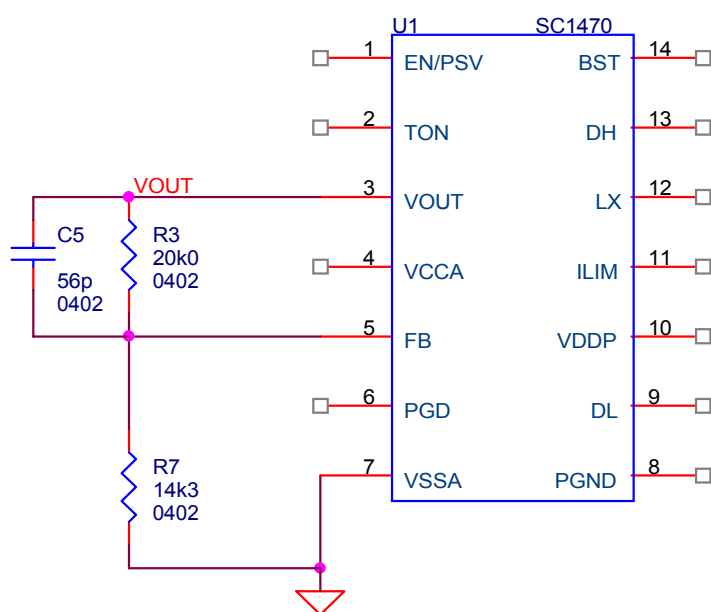 U1 SC1470
1 EN/PSV BST 14
2 TON DH 13
VOUT
3 VOUT LX 12
C5
56p
0402
R3
20k0
0402
4 VCCA ILIM 11
5 FB VDDP 10
6 PGD DL 9
R7
14k3
0402
7 VSSA PGND 8